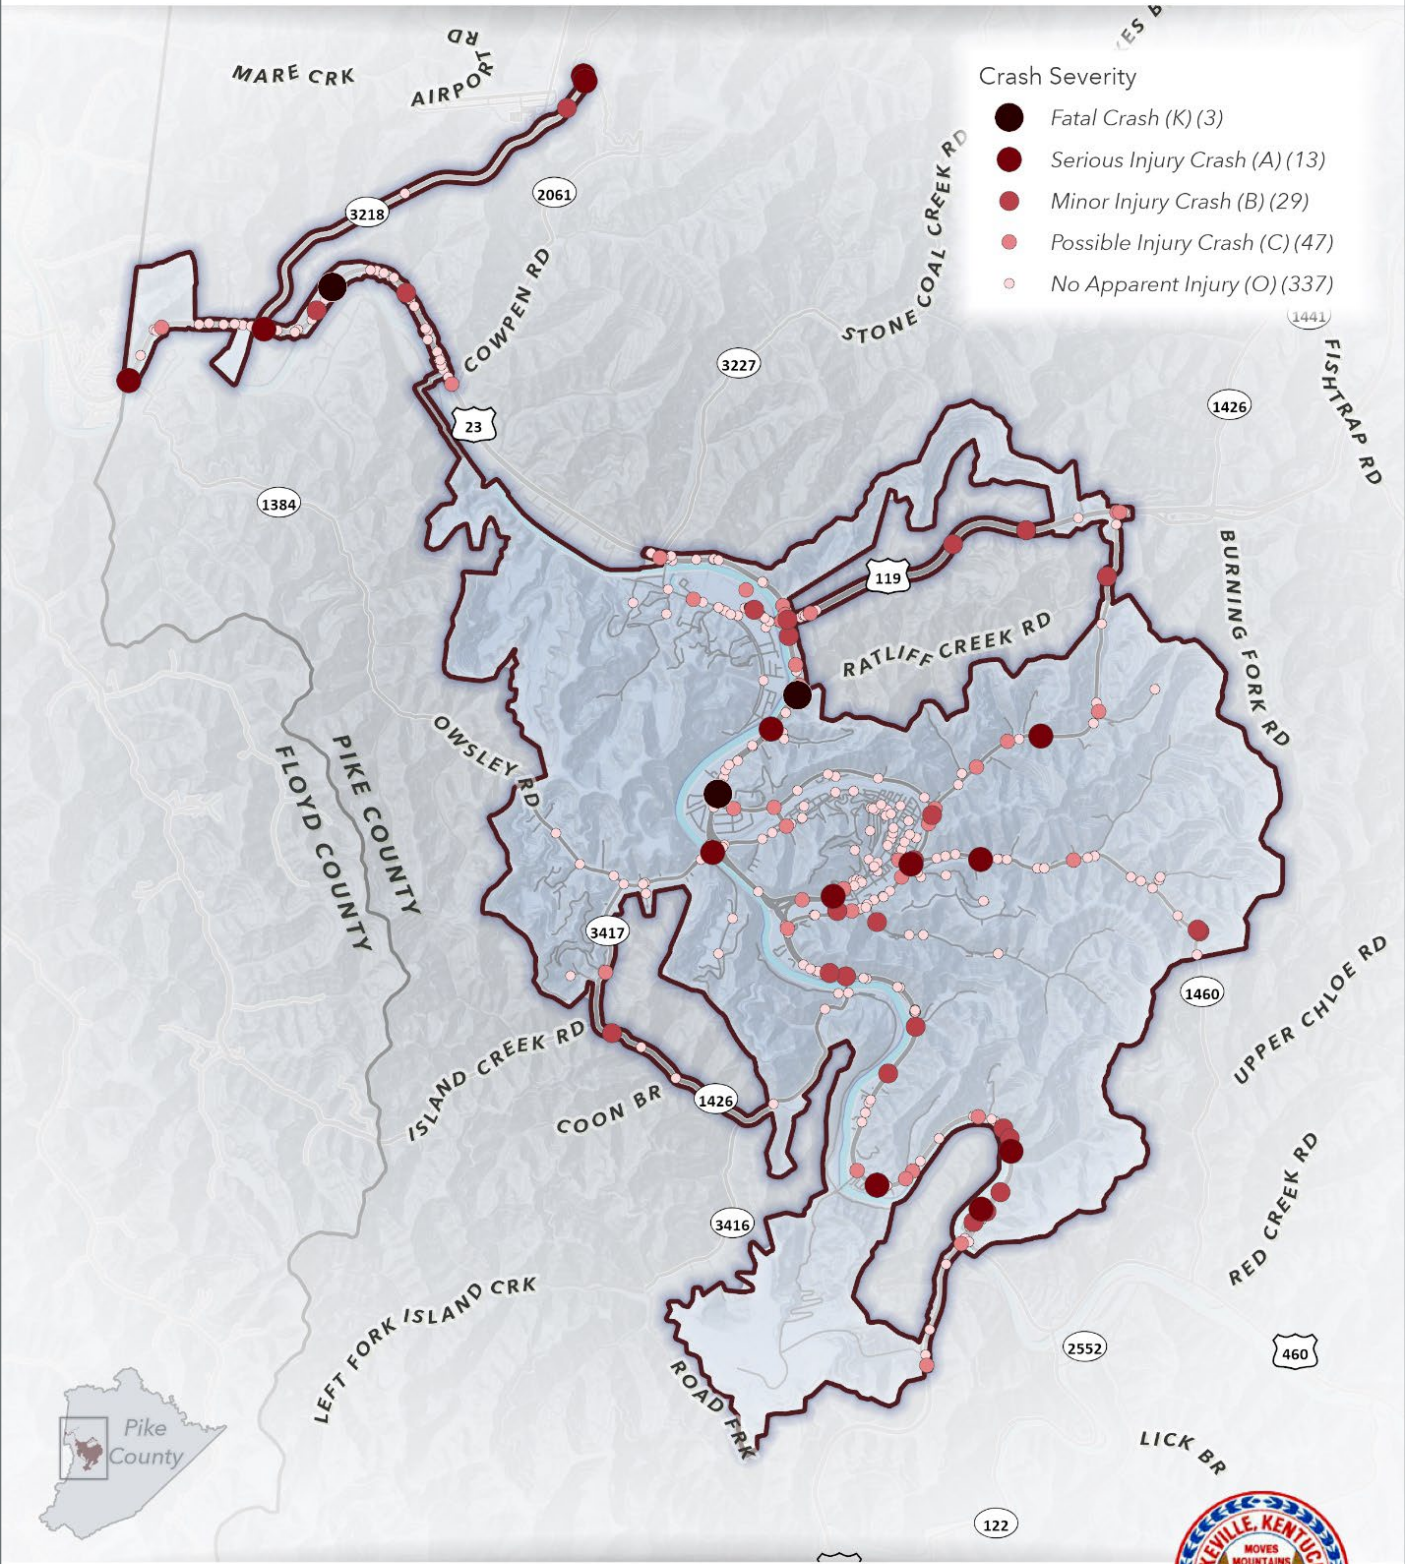 MARE CRK
AIRPORT RD
Crash Severity
Fatal Crash (K) (3)
Serious Injury Crash (A) (13)
Minor Injury Crash (B) (29)
Possible Injury Crash (C) (47)
No Apparent Injury (O) (337)
STONE COAL CREEK RD
2061
3218
COWPEN RD
1441
FISHTRAP RD
3227
1426
23
1384
119
BURNING FORK RD
RATLIFF CREEK RD
OWSLEY RD
PIKE COUNTY
FLOYD COUNTY
3417
1460
UPPER CHLOE RD
ISLAND CREEK RD
COON BR
1426
RED CREEK RD
3416
LEFT FORK ISLAND CRK
2552
460
ROAD FRK
Pike
County
LICK BR
122
MOVES
MOUNTAINS